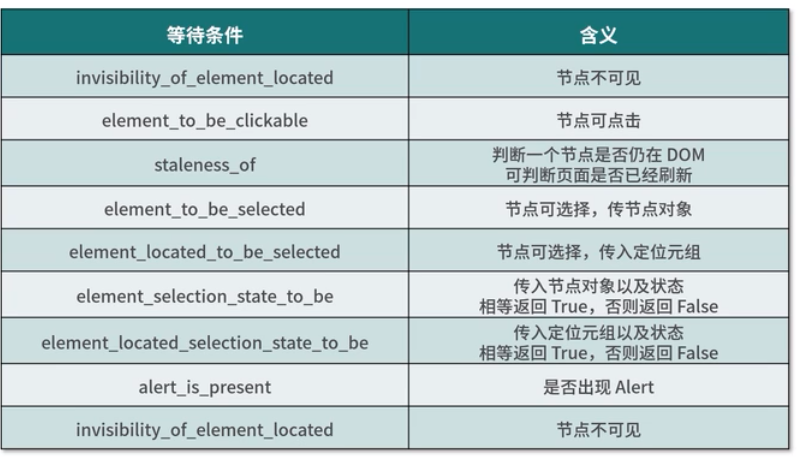 等待条件 含义
invisibility_of_element_located 节点不可见
element_to_be_clickable 节点可点击
staleness_of 判断一个节点是否仍在 DOM
可判断页面是否已经刷新
element_to_be_selected 节点可选择，传节点对象
element_located_to_be_selected 节点可选择，传入定位元组
element_selection_state_to_be 传入节点对象以及状态
相等返回 True，否则返回 False
element_located_selection_state_to_be 传入定位元组以及状态
相等返回 True，否则返回 False
alert_is_present 是否出现 Alert
invisibility_of_element_located 节点不可见